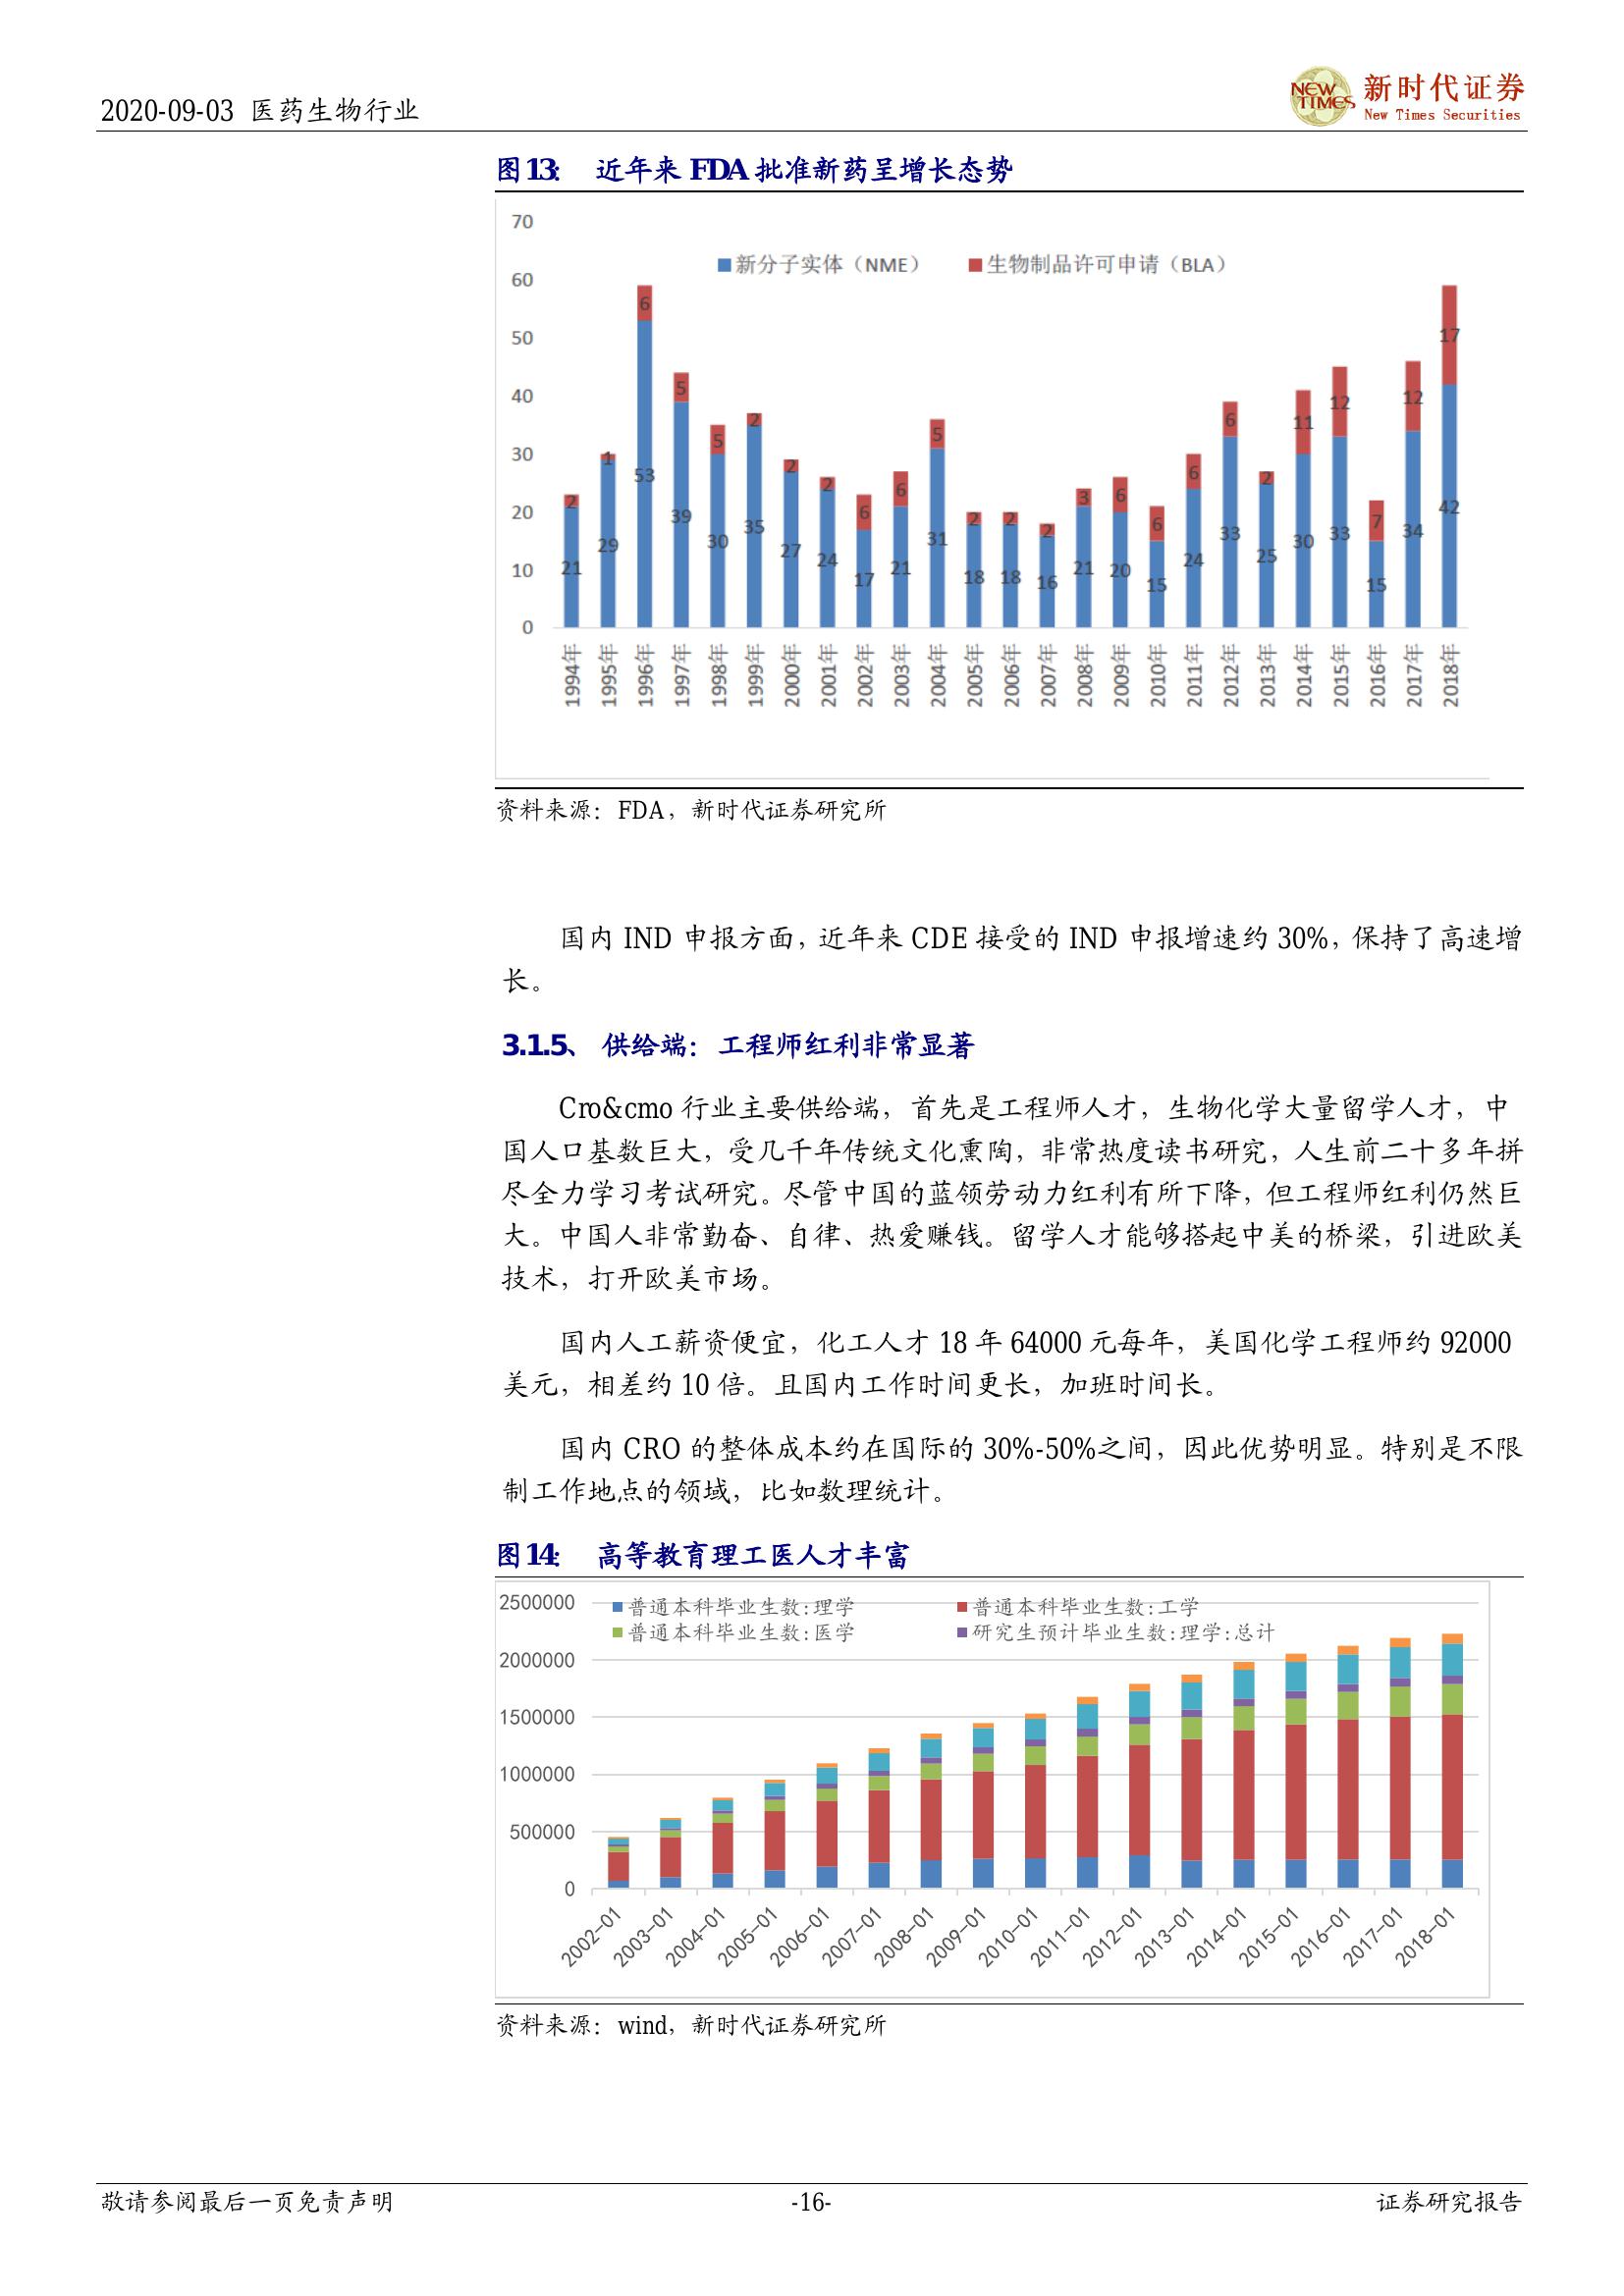 2020-09-03 医药生物行业
NEW TIMES 新时代证券
New Times Securities
图13: 近年来 FDA 批准新药呈增长态势
70
新分子实体（NME） 生物制品许可申请（BLA）
60
50
40
30
20
10
0
2 1 6 5 5 2 2 2 6 6 5 2 2 2 3 6 6 6 6 2 11 12 7 12 17
21 29 53 39 30 35 27 24 17 21 31 18 18 16 21 20 15 24 33 25 30 33 15 34 42
1994年 1995年 1996年 1997年 1998年 1999年 2000年 2001年 2002年 2003年 2004年 2005年 2006年 2007年 2008年 2009年 2010年 2011年 2012年 2013年 2014年 2015年 2016年 2017年 2018年
资料来源：FDA，新时代证券研究所
国内 IND 申报方面，近年来 CDE 接受的 IND 申报增速约 30%，保持了高速增
长。
3.1.5、 供给端：工程师红利非常显著
Cro&cmo 行业主要供给端，首先是工程师人才，生物化学大量留学人才，中
国人口基数巨大，受几千年传统文化熏陶，非常热度读书研究，人生前二十多年拼
尽全力学习考试研究。尽管中国的蓝领劳动力红利有所下降，但工程师红利仍然巨
大。中国人非常勤奋、自律、热爱赚钱。留学人才能够搭起中美的桥梁，引进欧美
技术，打开欧美市场。
国内人工薪资便宜，化工人才 18 年 64000 元每年，美国化学工程师约 92000
美元，相差约 10 倍。且国内工作时间更长，加班时间长。
国内 CRO 的整体成本约在国际的 30%-50%之间，因此优势明显。特别是不限
制工作地点的领域，比如数理统计。
图14: 高等教育理工医人才丰富
2500000
普通本科毕业生数:理学 普通本科毕业生数:工学
普通本科毕业生数:医学 研究生预计毕业生数:理学:总计
2000000
1500000
1000000
500000
0
2002-01 2003-01 2004-01 2005-01 2006-01 2007-01 2008-01 2009-01 2010-01 2011-01 2012-01 2013-01 2014-01 2015-01 2016-01 2017-01 2018-01
资料来源：wind，新时代证券研究所
敬请参阅最后一页免责声明 -16- 证券研究报告